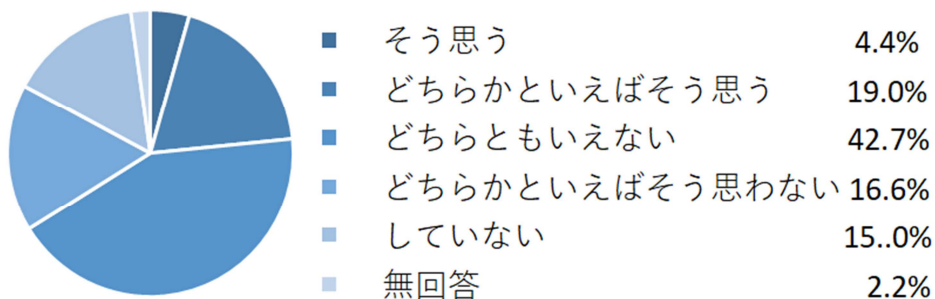 そう思う 4.4%
どちらかといえばそう思う 19.0%
どちらともいえない 42.7%
どちらかといえばそう思わない 16.6%
していない 15..0%
無回答 2.2%